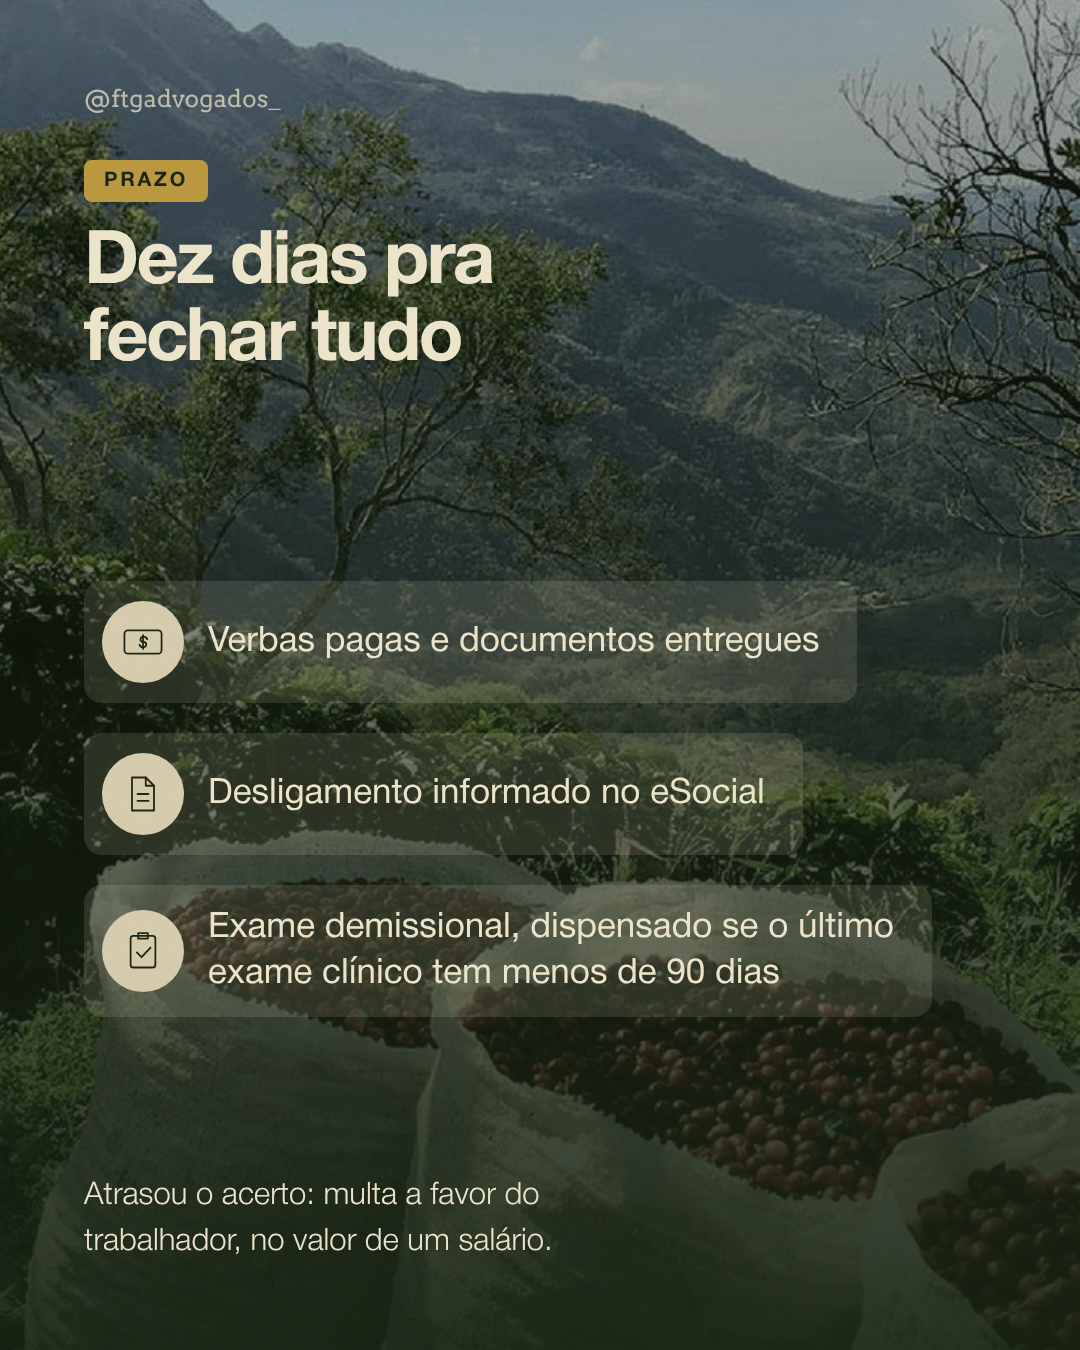 @ftgadvogados_
PRAZO
Dez dias pra
fechar tudo
$
Verbas pagas e documentos entregues
Desligamento informado no eSocial
Exame demissional, dispensado se o último
exame clínico tem menos de 90 dias
Atrasou o acerto: multa a favor do
trabalhador, no valor de um salário.